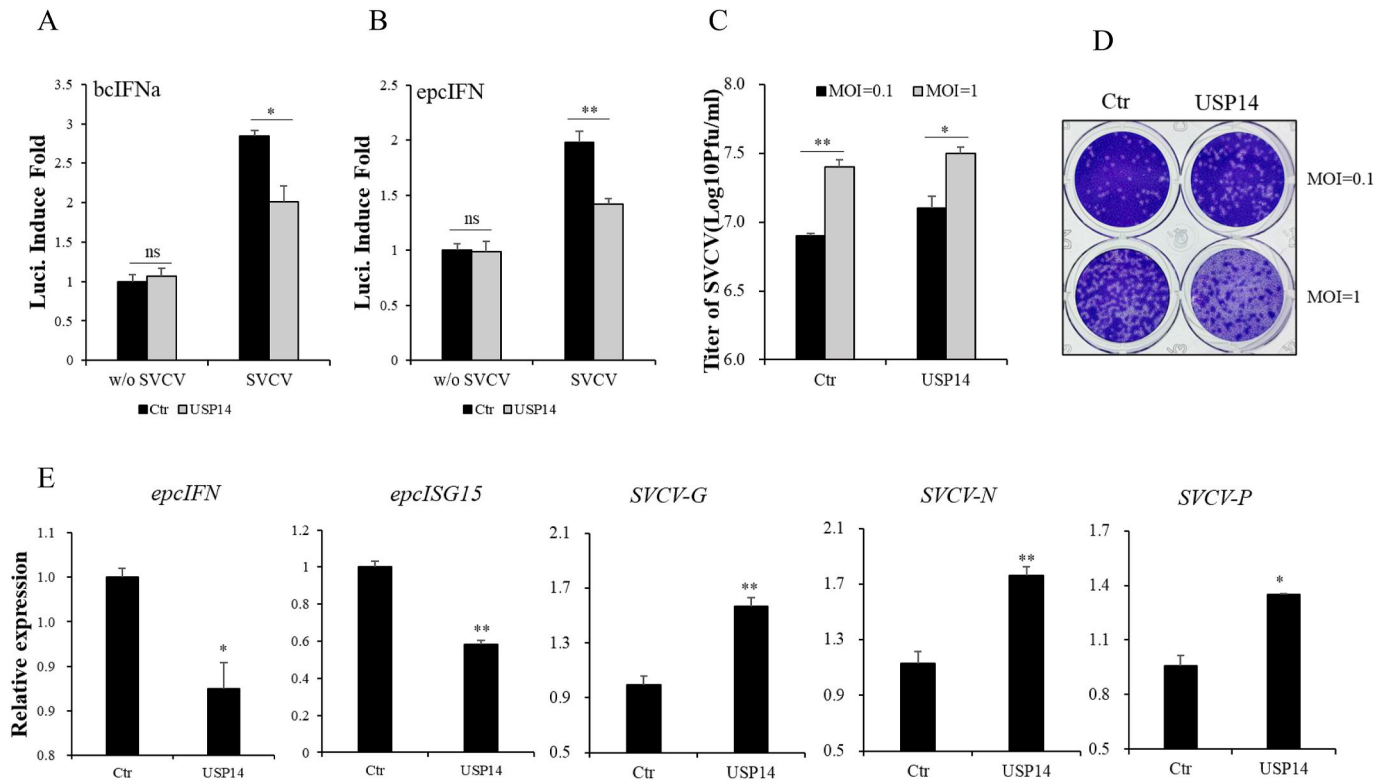 A
bcIFNa
Luci. Induce Fold
3.5
3
2.5
2
1.5
1
0.5
0
ns
*
w/o SVCV
SVCV
Ctr
USP14
B
epcIFN
Luci. Induce Fold
2.5
2
1.5
1
0.5
0
ns
**
w/o SVCV
SVCV
Ctr
USP14
C
Titer of SVCV(Log10Pfu/ml)
8.0
7.5
7.0
6.5
6.0
MOI=0.1
MOI=1
**
*
Ctr
USP14
D
Ctr
USP14
MOI=0.1
MOI=1
E
Relative expression
epcIFN
1.1
1.0
1.0
0.9
0.9
0.8
*
Ctr
USP14
epcISG15
1.2
1
0.8
0.6
0.4
0.2
0
**
Ctr
USP14
SVCV-G
2.1
1.7
1.3
0.9
0.5
**
Ctr
USP14
SVCV-N
2.1
1.7
1.3
0.9
0.5
**
Ctr
USP14
SVCV-P
1.7
1.4
1.1
0.8
0.5
*
Ctr
USP14